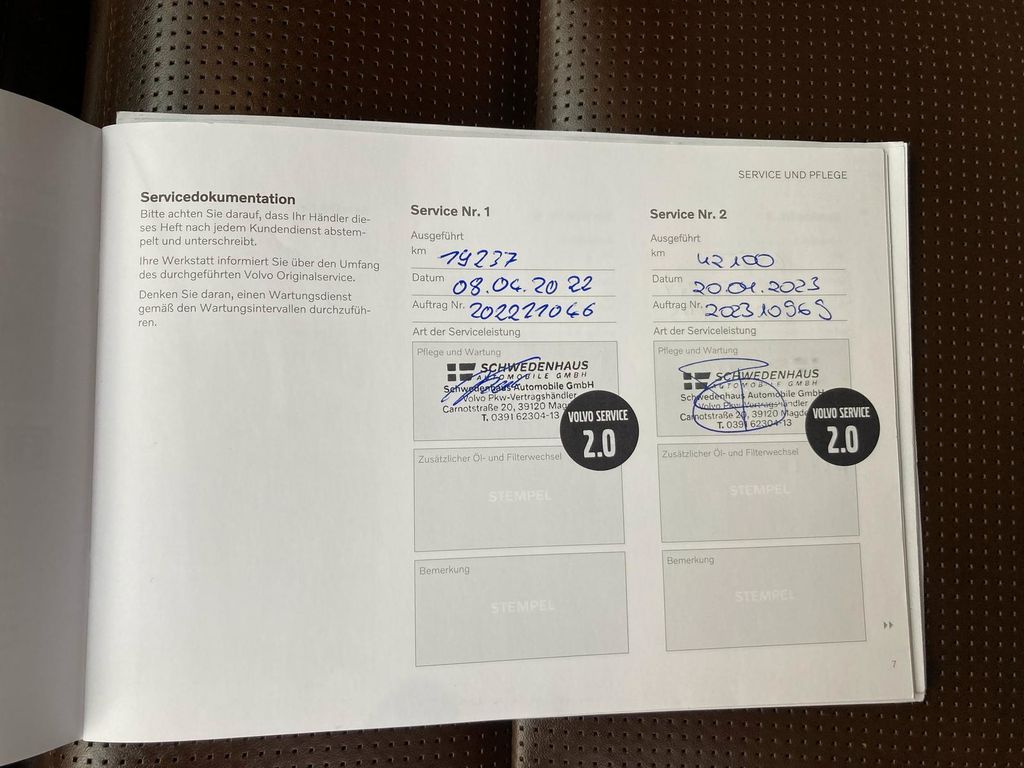 SERVICE UND PFLEGE
Servicedokumentation
Bitte achten Sie darauf, dass Ihr Händler die-
ses Heft nach jedem Kundendienst abstem-
pelt und unterschreibt.
Ihre Werkstatt informiert Sie über den Umfang
des durchgeführten Volvo Originalservice.
Denken Sie daran, einen Wartungsdienst
gemäß den Wartungsintervallen durchzufüh-
ren.
Service Nr. 1
Ausgeführt
km 19237
Datum 08.04.2022
Auftrag Nr. 202221046
Art der Serviceleistung
Pflege und Wartung
SCHWEDENHAUS
AUTOMOBILE GMBH
Schwedenhaus Automobile GmbH
Volvo Pkw-Vertragshändler
Carnotstraße 20, 39120
T. 0391 62304-13
VOLVO SERVICE
2.0
Zusätzlicher Öl- und Filterwechsel
STEMPEL
Bemerkung
STEMPEL
Service Nr. 2
Ausgeführt
km 42100
Datum 20.01.2023
Auftrag Nr. 202310969
Art der Serviceleistung
Pflege und Wartung
SCHWEDENHAUS
AUTOMOBILE GMBH
Schwedenhaus Automobile GmbH
Volvo Pkw-Vertragshändler
Carnotstraße 20, 39120
T. 0391 62304-13
VOLVO SERVICE
2.0
Zusätzlicher Öl- und Filterwechsel
STEMPEL
Bemerkung
STEMPEL
7